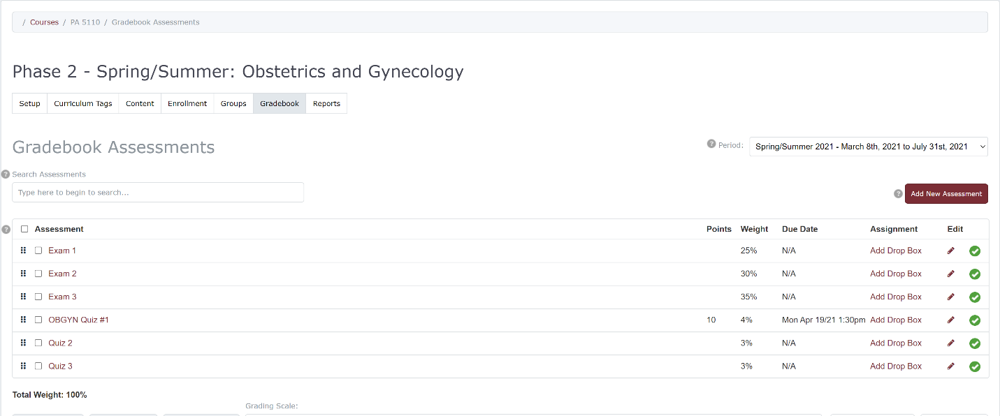 / Courses / PA 5110 / Gradebook Assessments
Phase 2 - Spring/Summer: Obstetrics and Gynecology
Setup Curriculum Tags Content Enrollment Groups Gradebook Reports
Gradebook Assessments
? Period: Spring/Summer 2021 - March 8th, 2021 to July 31st, 2021
? Search Assessments
Type here to begin to search...
? Add New Assessment
? Assessment Points Weight Due Date Assignment Edit
Exam 1 25% N/A Add Drop Box
Exam 2 30% N/A Add Drop Box
Exam 3 35% N/A Add Drop Box
OBGYN Quiz #1 10 4% Mon Apr 19/21 1:30pm Add Drop Box
Quiz 2 3% N/A Add Drop Box
Quiz 3 3% N/A Add Drop Box
Total Weight: 100%
Grading Scale: